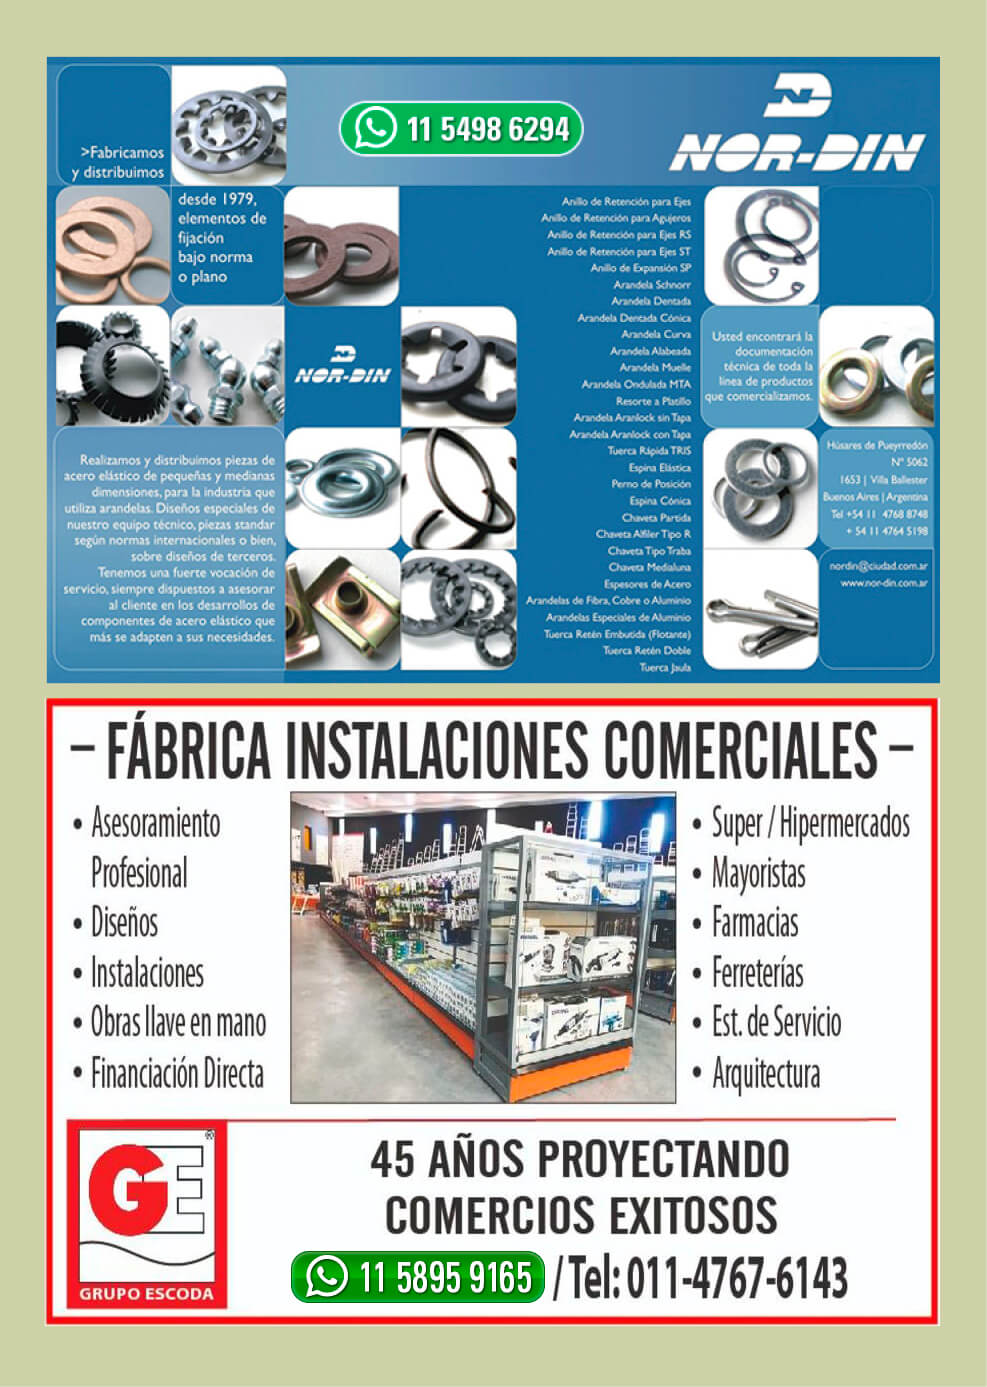 >Fabricamos
y distribuimos
desde 1979,
elementos de
fijación
bajo norma
o plano
11 5498 6294
NOR-DIN
NOR-DIN
Realizamos y distribuimos piezas de
acero elástico de pequeñas y medianas
dimensiones, para la industria que
utiliza arandelas. Diseños especiales de
nuestro equipo técnico, piezas standar
según normas internacionales o bien,
sobre diseños de terceros.
Tenemos una fuerte vocación de
servicio, siempre dispuestos a asesorar
al cliente en los desarrollos de
componentes de acero elástico que
más se adapten a sus necesidades.
Anillo de Retención para Ejes
Anillo de Retención para Agujeros
Anillo de Retención para Ejes RS
Anillo de Retención para Ejes ST
Anillo de Expansión SP
Arandela Schnorr
Arandela Dentada
Arandela Dentada Cónica
Arandela Curva
Arandela Alabeada
Arandela Muelle
Arandela Ondulada MTA
Resorte a Platillo
Arandela Aranlock sin Tapa
Arandela Aranlock con Tapa
Tuerca Rápida TRIS
Espina Elástica
Perno de Posición
Espina Cónica
Chaveta Partida
Chaveta Alfiler Tipo R
Chaveta Tipo Traba
Chaveta Medialuna
Espesores de Acero
Arandelas de Fibra, Cobre o Aluminio
Arandelas Especiales de Aluminio
Tuerca Retén Embutida (Flotante)
Tuerca Retén Doble
Tuerca Jaula
Usted encontrará la
documentación
técnica de toda la
línea de productos
que comercializamos.
Húsares de Pueyrredón
Nº 5062
1653 | Villa Ballester
Buenos Aires | Argentina
Tel +54 11 4768 8748
+ 54 11 4764 5198
nordin@ciudad.com.ar
www.nor-din.com.ar
– FÁBRICA INSTALACIONES COMERCIALES –
• Asesoramiento
Profesional
• Diseños
• Instalaciones
• Obras llave en mano
• Financiación Directa
• Super / Hipermercados
• Mayoristas
• Farmacias
• Ferreterías
• Est. de Servicio
• Arquitectura
GE®
GRUPO ESCODA
45 AÑOS PROYECTANDO
COMERCIOS EXITOSOS
11 5895 9165 / Tel: 011-4767-6143